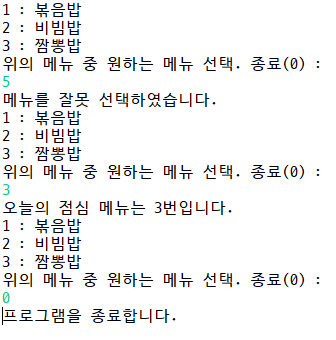 1 : 볶음밥
2 : 비빔밥
3 : 짬뽕밥
위의 메뉴 중 원하는 메뉴 선택. 종료(0) :
5
메뉴를 잘못 선택하였습니다.
1 : 볶음밥
2 : 비빔밥
3 : 짬뽕밥
위의 메뉴 중 원하는 메뉴 선택. 종료(0) :
3
오늘의 점심 메뉴는 3번입니다.
1 : 볶음밥
2 : 비빔밥
3 : 짬뽕밥
위의 메뉴 중 원하는 메뉴 선택. 종료(0) :
0
프로그램을 종료합니다.